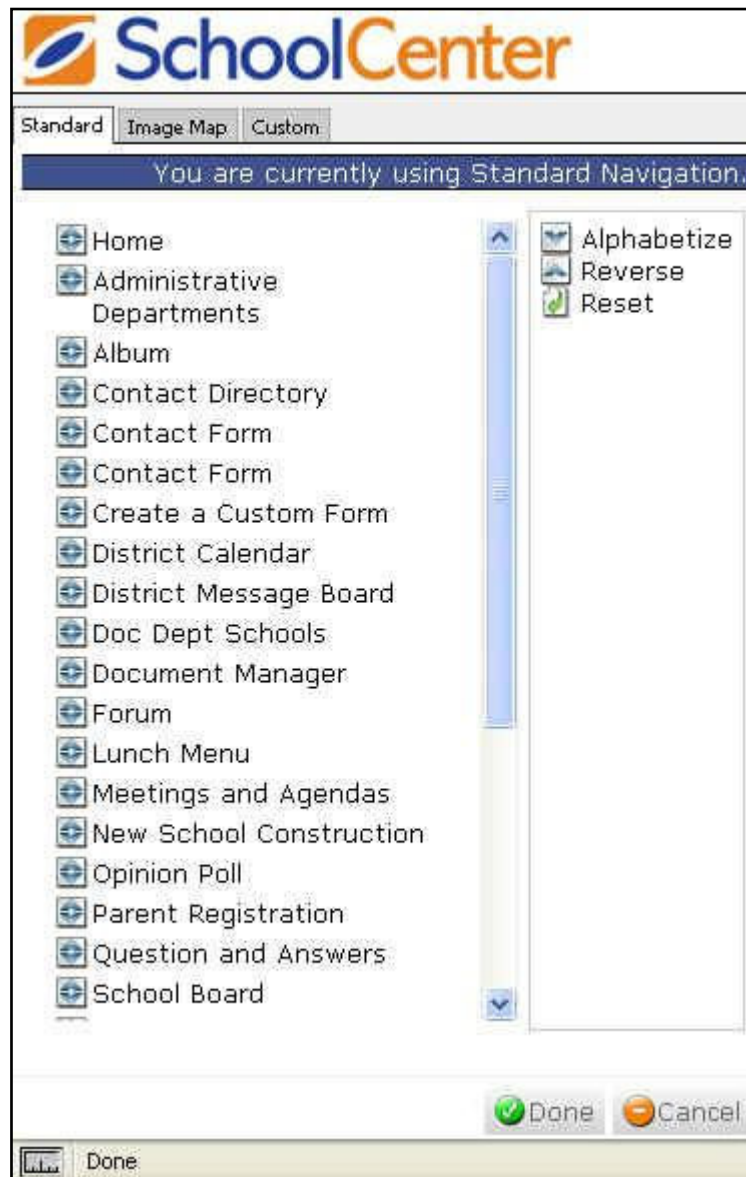 SchoolCenter
Standard Image Map Custom
You are currently using Standard Navigation.
Home
Administrative
Departments
Album
Contact Directory
Contact Form
Contact Form
Create a Custom Form
District Calendar
District Message Board
Doc Dept Schools
Document Manager
Forum
Lunch Menu
Meetings and Agendas
New School Construction
Opinion Poll
Parent Registration
Question and Answers
School Board
Alphabetize
Reverse
Reset
Done Cancel
Done